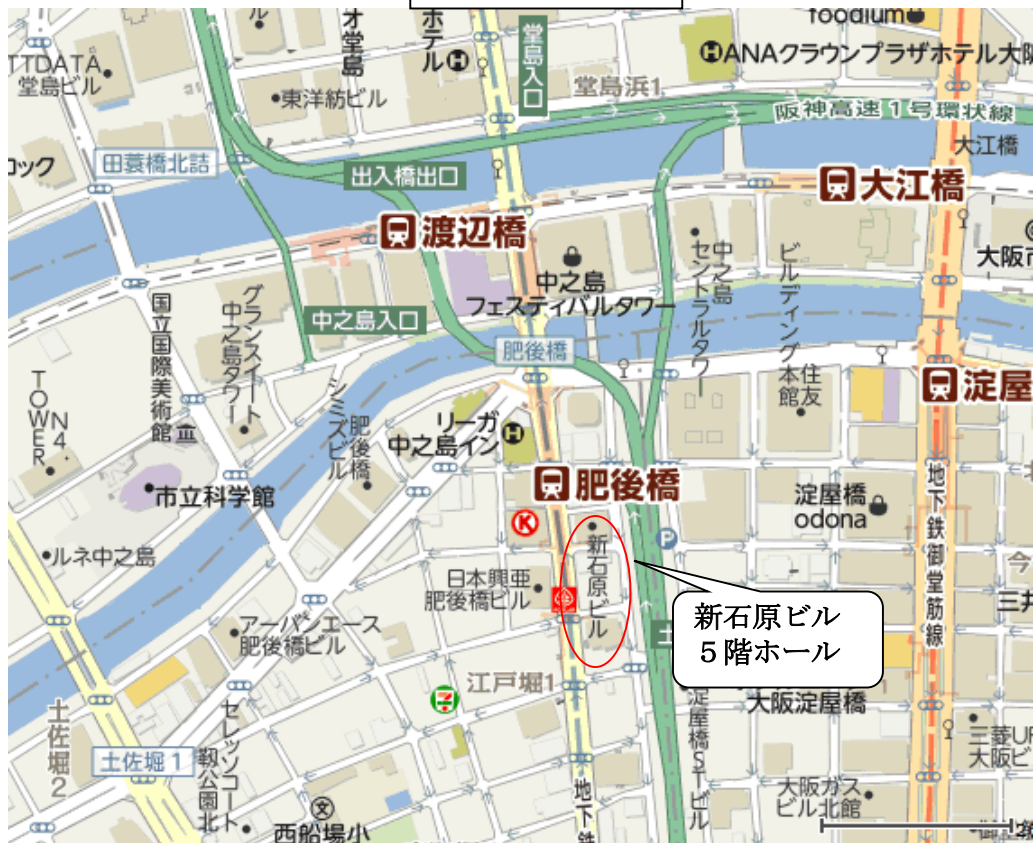 foodium
TTDATA
堂島ビル
オ堂島
ホテル
堂島入口
ANAクラウンプラザホテル大阪
東洋紡ビル
堂島浜1
阪神高速1号環状線
大江橋
ロック
田蓑橋北詰
出入橋出口
大江橋
渡辺橋
中之島
フェスティバルタワー
中之島
セントラルタワー
ビルディング
大阪市
国立国際美術館
グランスイート
中之島タワー
中之島入口
肥後橋
住友
本館
淀屋
TOWER
N4.
肥後橋
シミズビル
リーガ
中之島イン
肥後橋
市立科学館
淀屋橋
odona
地下鉄御堂筋線
ルネ中之島
K
新石原ビル
P
今
日本興亜
肥後橋ビル
三井
新石原ビル
5階ホール
アーバンエース
肥後橋ビル
土
江戸堀1
7
大阪淀屋橋
土佐堀2
土佐堀1
セレッソコート
靱公園北
淀屋橋STビル
三菱UF
大阪ビ
大阪ガス
ビル北館
地下鉄
西船場小